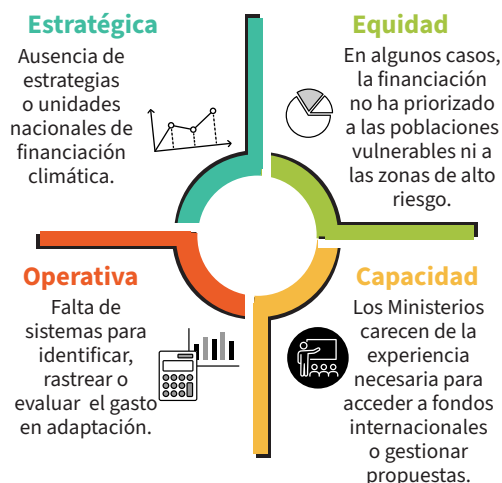 Estratégica
Ausencia de
estrategias
o unidades
nacionales de
financiación
climática.
Equidad
En algunos casos,
la financiación
no ha priorizado
a las poblaciones
vulnerables ni a
las zonas de alto
riesgo.
Operativa
Falta de
sistemas para
identificar,
rastrear o
evaluar el gasto
en adaptación.
Capacidad
Los Ministerios
carecen de la
experiencia
necesaria para
acceder a fondos
internacionales
o gestionar
propuestas.